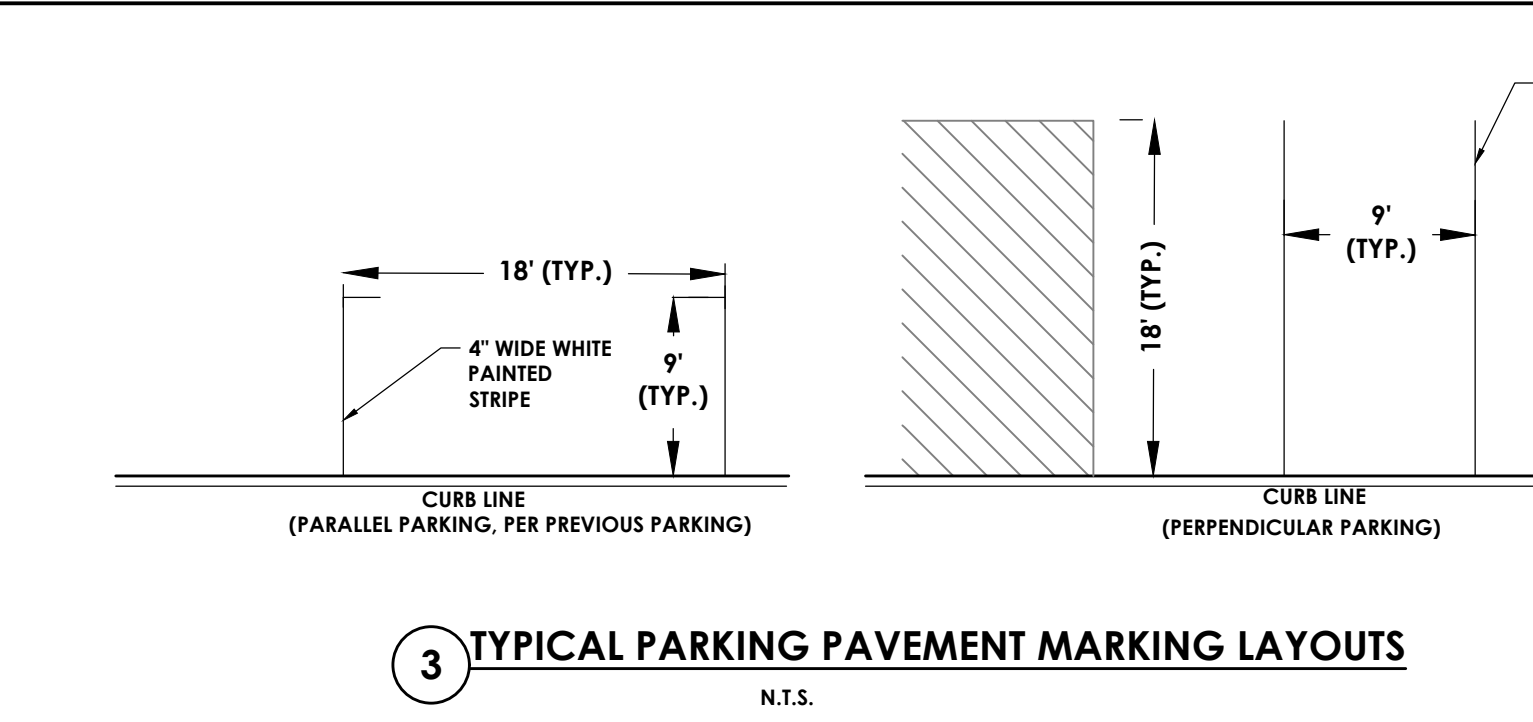 18' (TYP.)
4" WIDE WHITE
PAINTED
STRIPE
9'
(TYP.)
CURB LINE
(PARALLEL PARKING, PER PREVIOUS PARKING)
18' (TYP.)
9'
(TYP.)
CURB LINE
(PERPENDICULAR PARKING)
3
TYPICAL PARKING PAVEMENT MARKING LAYOUTS
N.T.S.